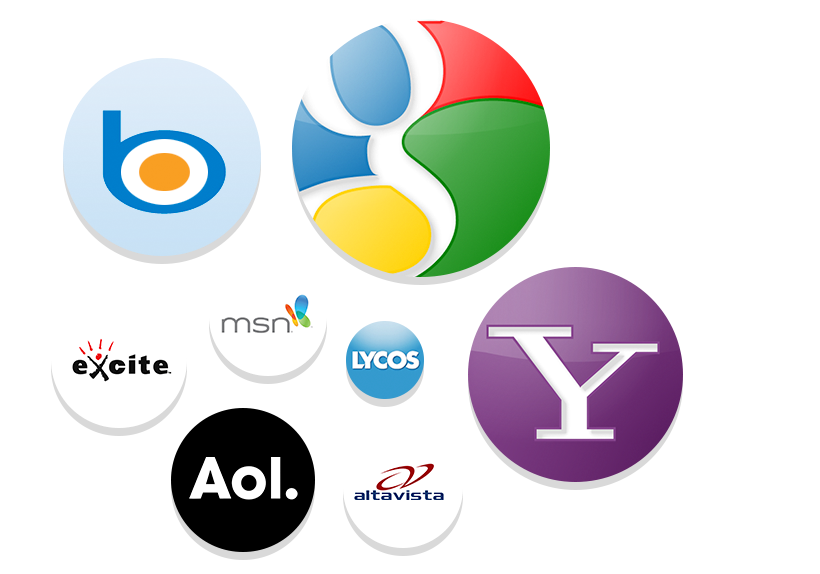 b
g
msn
excite
LYCOS
Y
Aol.
altavista